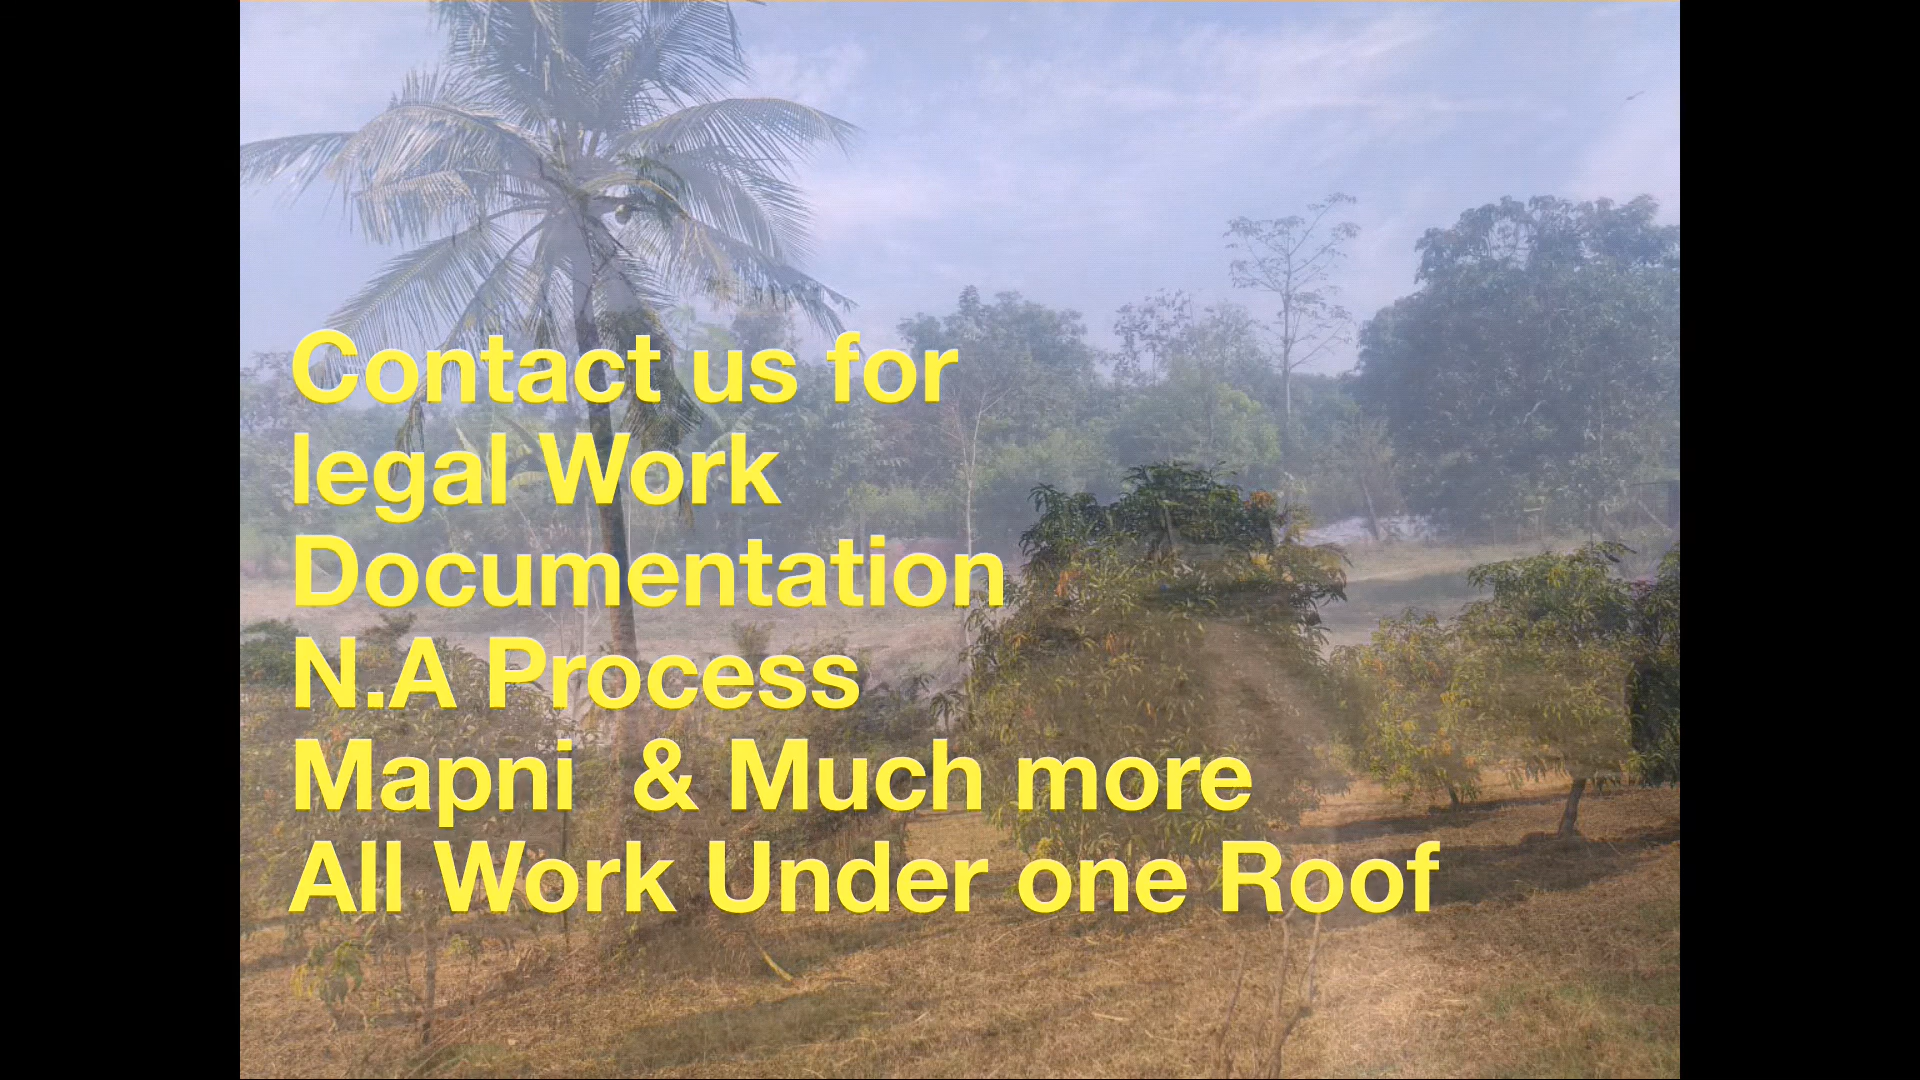 Contact us for
legal Work
Documentation
N.A Process
Mapni & Much more
All Work Under one Roof